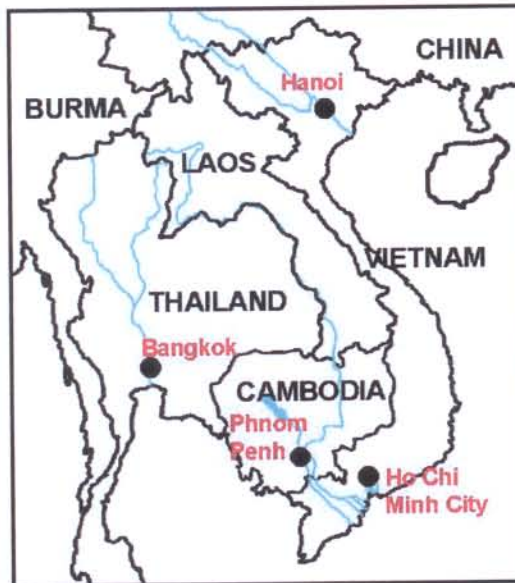 CHINA
Hanoi
BURMA
LAOS
VIETNAM
THAILAND
Bangkok
CAMBODIA
Phnom
Penh
Ho Chi
Minh City